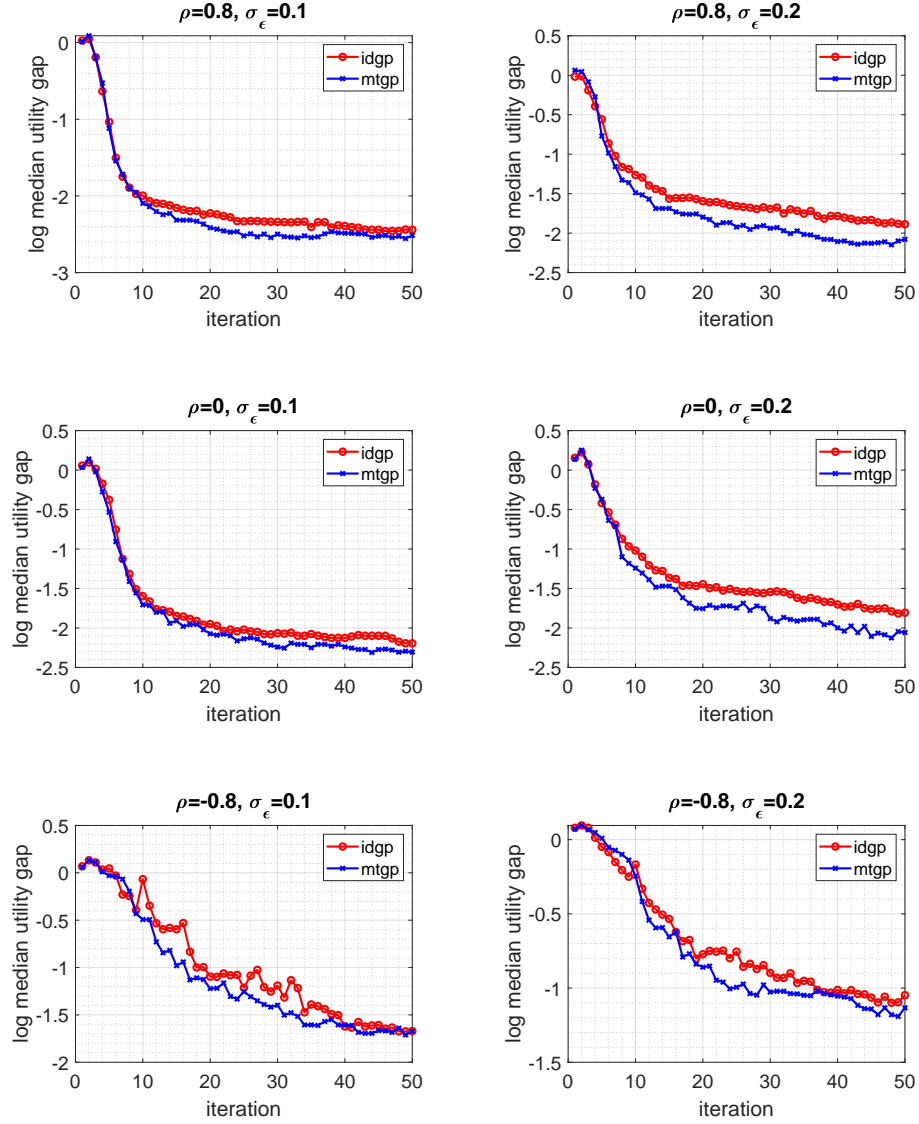 ρ=0.8, σ_ϵ=0.1
0
-1
-2
-3
0 10 20 30 40 50
iteration
log median utility gap
idgp
mtgp
ρ=0.8, σ_ϵ=0.2
0.5
0
-0.5
-1
-1.5
-2
-2.5
0 10 20 30 40 50
iteration
log median utility gap
idgp
mtgp
ρ=0, σ_ϵ=0.1
0.5
0
-0.5
-1
-1.5
-2
-2.5
0 10 20 30 40 50
iteration
log median utility gap
idgp
mtgp
ρ=0, σ_ϵ=0.2
0.5
0
-0.5
-1
-1.5
-2
-2.5
0 10 20 30 40 50
iteration
log median utility gap
idgp
mtgp
ρ=-0.8, σ_ϵ=0.1
0.5
0
-0.5
-1
-1.5
-2
0 10 20 30 40 50
iteration
log median utility gap
idgp
mtgp
ρ=-0.8, σ_ϵ=0.2
0
-0.5
-1
-1.5
0 10 20 30 40 50
iteration
log median utility gap
idgp
mtgp